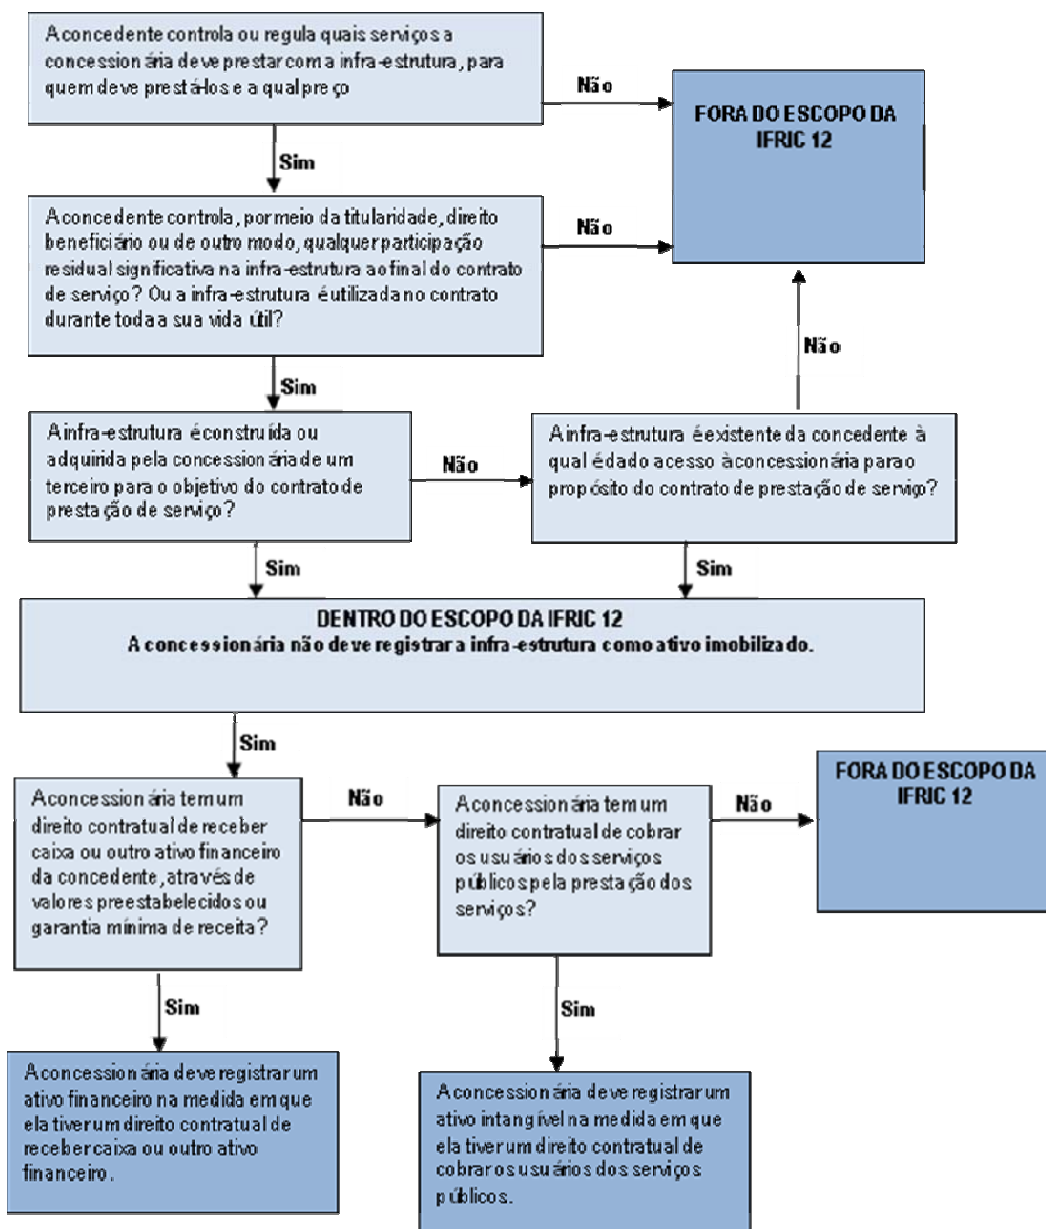 A concedente controla ou regula quais serviços a
concessionária deve prestar com a infra-estrutura, para
quem deve prestá-los e a qual preço
Não
FORA DO ESCOPO DA
IFRIC 12
Sim
A concedente controla, por meio da titularidade, direito
beneficiário ou de outro modo, qualquer participação
residual significativa na infra-estrutura ao final do contrato
de serviço? Ou a infra-estrutura é utilizada no contrato
durante toda a sua vida útil?
Não
Não
Sim
A infra-estrutura é construída ou
adquirida pela concessionária de um
terceiro para o objetivo do contrato de
prestação de serviço?
Não
A infra-estrutura é existente da concedente à
qual é dado acesso à concessionária para o
propósito do contrato de prestação de serviço?
Sim
Sim
DENTRO DO ESCOPO DA IFRIC 12
A concessionária não deve registrar a infra-estrutura como ativo imobilizado.
Sim
A concessionária tem um
direito contratual de receber
caixa ou outro ativo financeiro
da concedente, através de
valores preestabelecidos ou
garantia mínima de receita?
Não
A concessionária tem um
direito contratual de cobrar
os usuários dos serviços
públicos pela prestação dos
serviços?
Não
FORA DO ESCOPO DA
IFRIC 12
Sim
Sim
A concessionária deve registrar um
ativo financeiro na medida em que
ela tiver um direito contratual de
receber caixa ou outro ativo
financeiro.
A concessionária deve registrar um
ativo intangível na medida em que
ela tiver um direito contratual de
cobrar os usuários dos serviços
públicos.